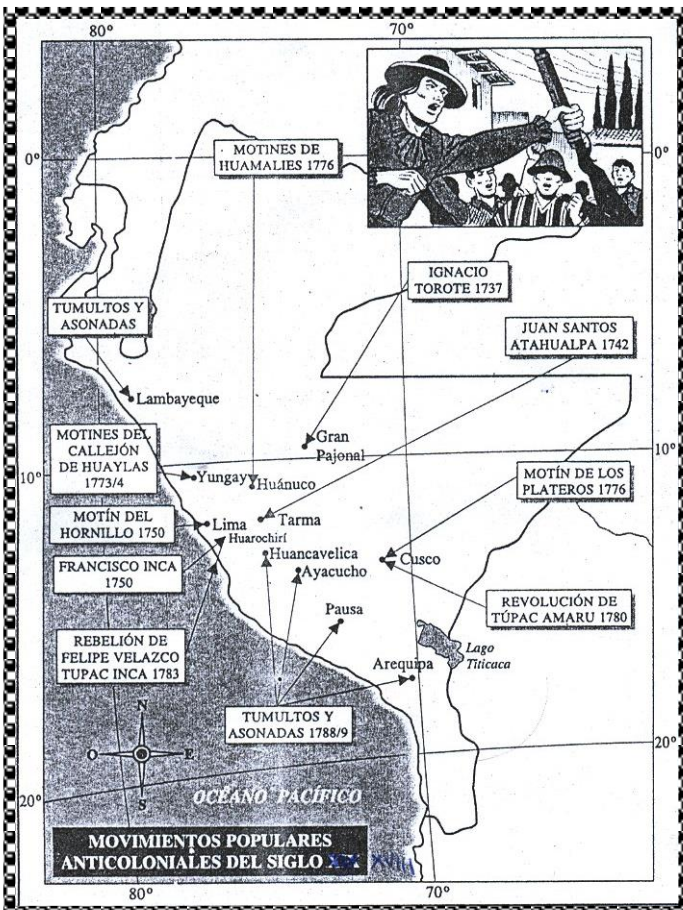 80°
70°
0°
0°
MOTINES DE
HUAMALIES 1776
IGNACIO
TOROTE 1737
TUMULTOS Y
ASONADAS
JUAN SANTOS
ATAHUALPA 1742
Lambayeque
MOTINES DEL
CALLEJÓN
DE HUAYLAS
1773/4
Gran
Pajonal
10°
10°
Yungay
Huánuco
MOTÍN DE LOS
PLATEROS 1776
MOTÍN DEL
HORNILLO 1750
Lima
Tarma
Huarochirí
Huancavelica
FRANCISCO INCA
1750
Ayacucho
Cusco
REVOLUCIÓN DE
TÚPAC AMARU 1780
Pausa
REBELIÓN DE
FELIPE VELAZCO
TUPAC INCA 1783
Lago
Titicaca
Arequipa
TUMULTOS Y
ASONADAS 1788/9
N
O
E
S
20°
20°
OCÉANO PACÍFICO
MOVIMIENTOS POPULARES
ANTICOLONIALES DEL SIGLO XVIII
80°
70°